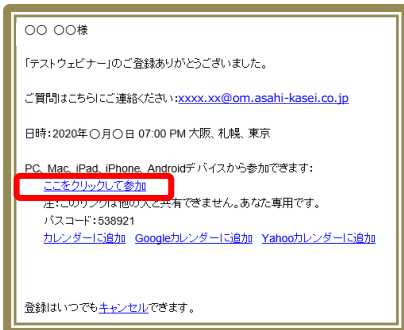 ○○ ○○様
「テストウェビナー」のご登録ありがとうございました。
ご質問はこちらにご連絡ください:xxxx.xx@om.asahi-kasei.co.jp
日時:2020年○月○日 07:00 PM 大阪、札幌、東京
PC、Mac、iPad、iPhone、Androidデバイスから参加できます:
ここをクリックして参加
注:このリンクは他の人と共有できません。あなた専用です。
パスコード:538921
カレンダーに追加 Googleカレンダーに追加 Yahooカレンダーに追加
登録はいつでもキャンセルできます。